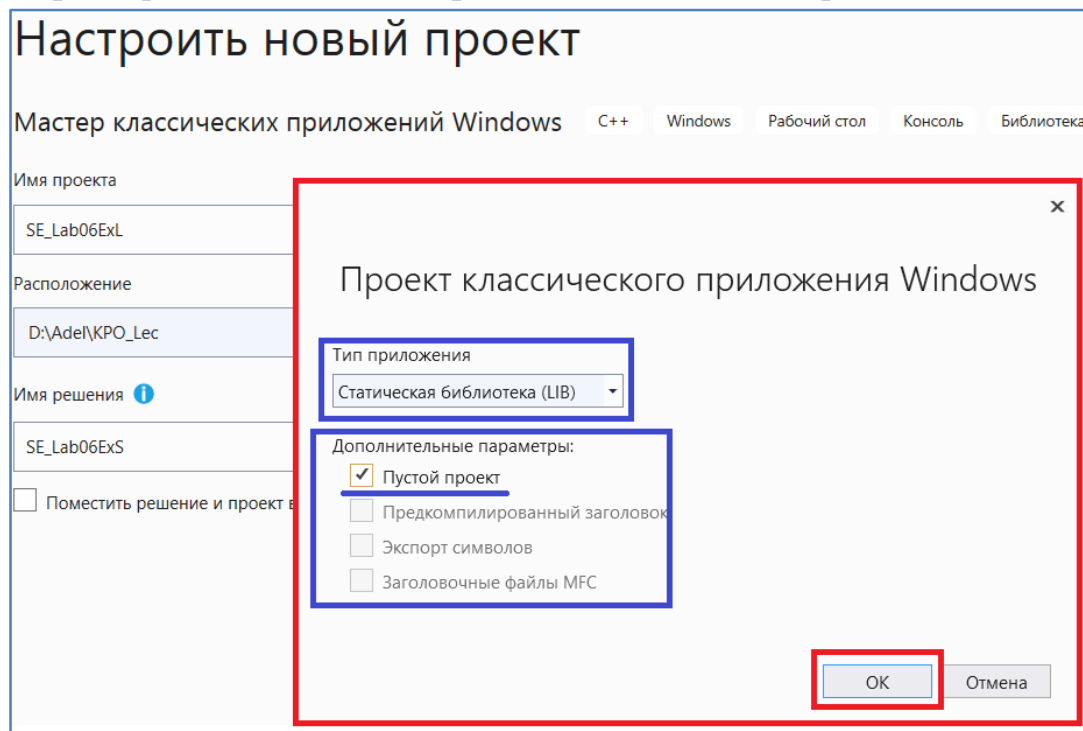 Настроить новый проект
Мастер классических приложений Windows C++ Windows Рабочий стол Консоль Библиотека
Имя проекта
SE_Lab06ExL
Расположение
D:\Adel\KPO_Lec
Имя решения
SE_Lab06ExS
Поместить решение и проект в
Проект классического приложения Windows
Тип приложения
Статическая библиотека (LIB)
Дополнительные параметры:
Пустой проект
Предкомпилированный заголовок
Экспорт символов
Заголовочные файлы MFC
ОК Отмена